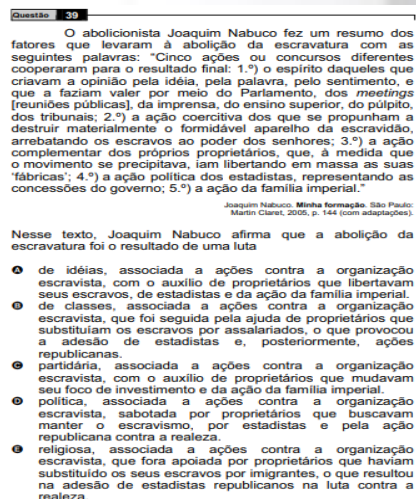 Questão 39
O abolicionista Joaquim Nabuco fez um resumo dos
fatores que levaram à abolição da escravatura com as
seguintes palavras: “Cinco ações ou concursos diferentes
cooperaram para o resultado final: 1.º) o espírito daqueles que
criavam a opinião pela idéia, pela palavra, pelo sentimento, e
que a faziam valer por meio do Parlamento, dos meetings
[reuniões públicas], da imprensa, do ensino superior, do púlpito,
dos tribunais; 2.º) a ação coercitiva dos que se propunham a
destruir materialmente o formidável aparelho da escravidão,
arrebatando os escravos ao poder dos senhores; 3.º) a ação
complementar dos próprios proprietários, que, à medida que
o movimento se precipitava, iam libertando em massa as suas
‘fábricas’; 4.º) a ação política dos estadistas, representando as
concessões do governo; 5.º) a ação da família imperial.”
Joaquim Nabuco. Minha formação. São Paulo:
Martin Claret, 2005, p. 144 (com adaptações).
Nesse texto, Joaquim Nabuco afirma que a abolição da
escravatura foi o resultado de uma luta
A de idéias, associada a ações contra a organização
escravista, com o auxílio de proprietários que libertavam
seus escravos, de estadistas e da ação da família imperial.
B de classes, associada a ações contra a organização
escravista, que foi seguida pela ajuda de proprietários que
substituíam os escravos por assalariados, o que provocou
a adesão de estadistas e, posteriormente, ações
republicanas.
C partidária, associada a ações contra a organização
escravista, com o auxílio de proprietários que mudavam
seu foco de investimento e da ação da família imperial.
D política, associada a ações contra a organização
escravista, sabotada por proprietários que buscavam
manter o escravismo, por estadistas e pela ação
republicana contra a realeza.
E religiosa, associada a ações contra a organização
escravista, que fora apoiada por proprietários que haviam
substituído os seus escravos por imigrantes, o que resultou
na adesão de estadistas republicanos na luta contra a
realeza